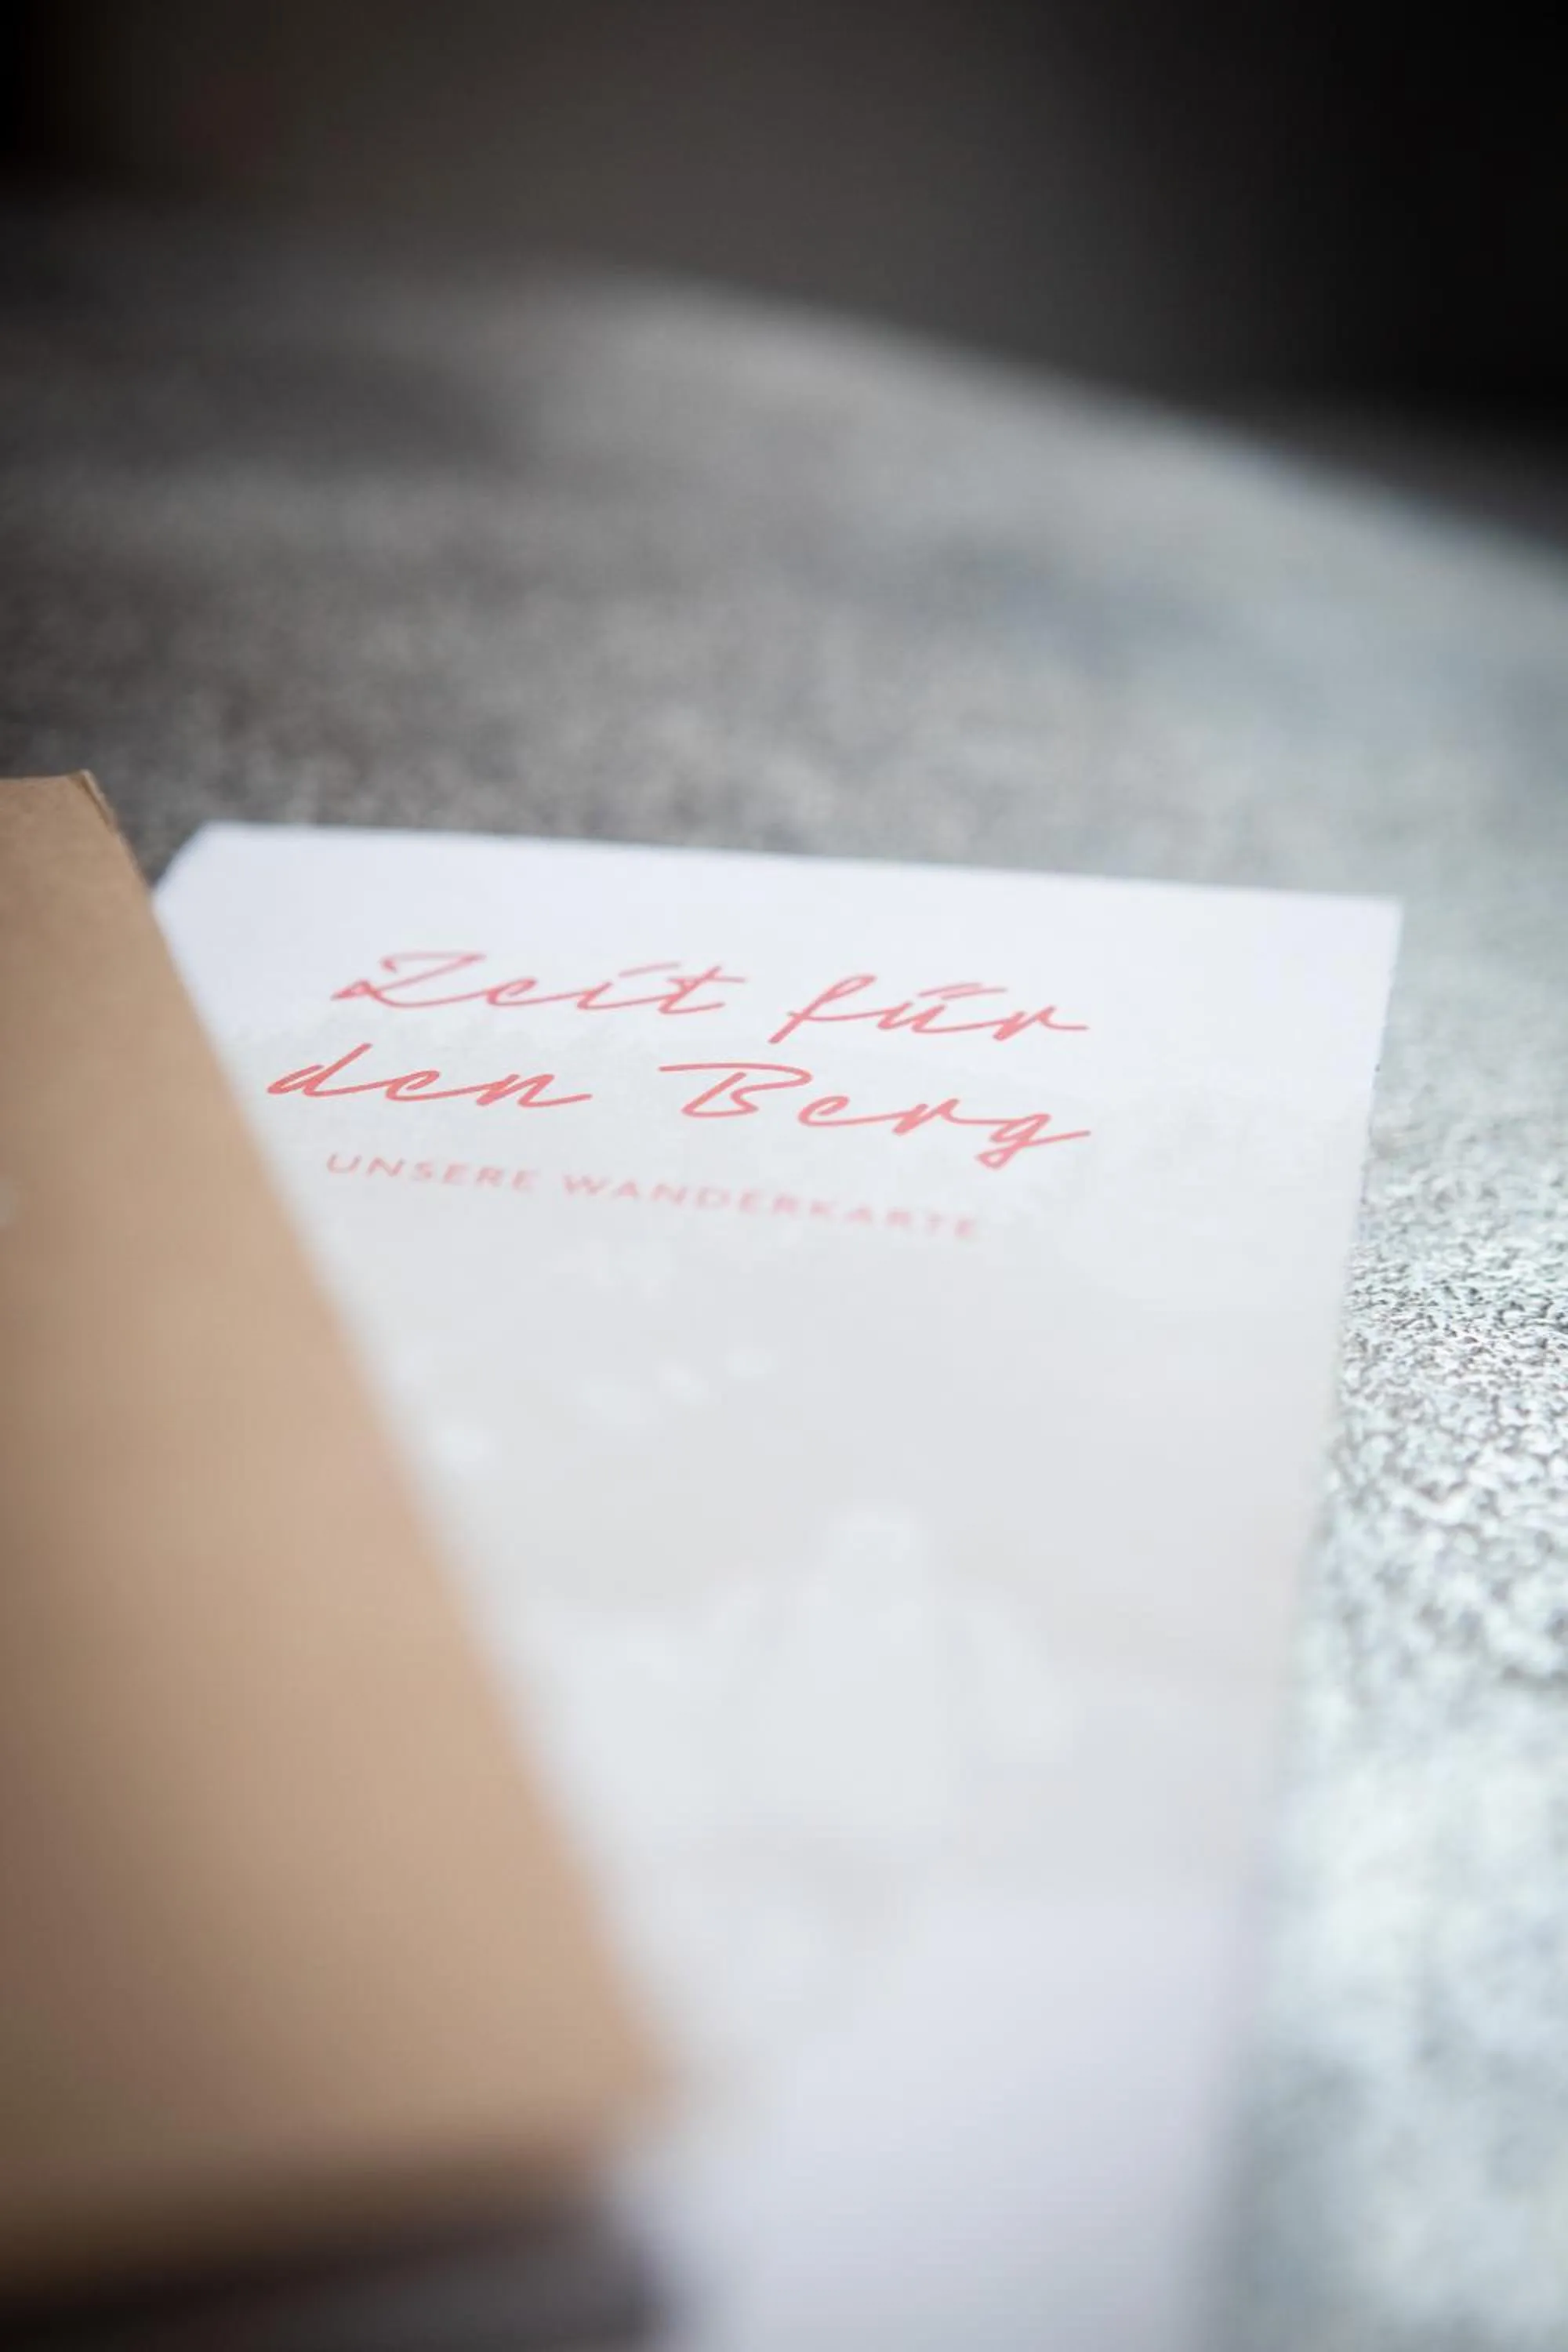 Zeit für
den Berg
UNSERE WANDERKARTE